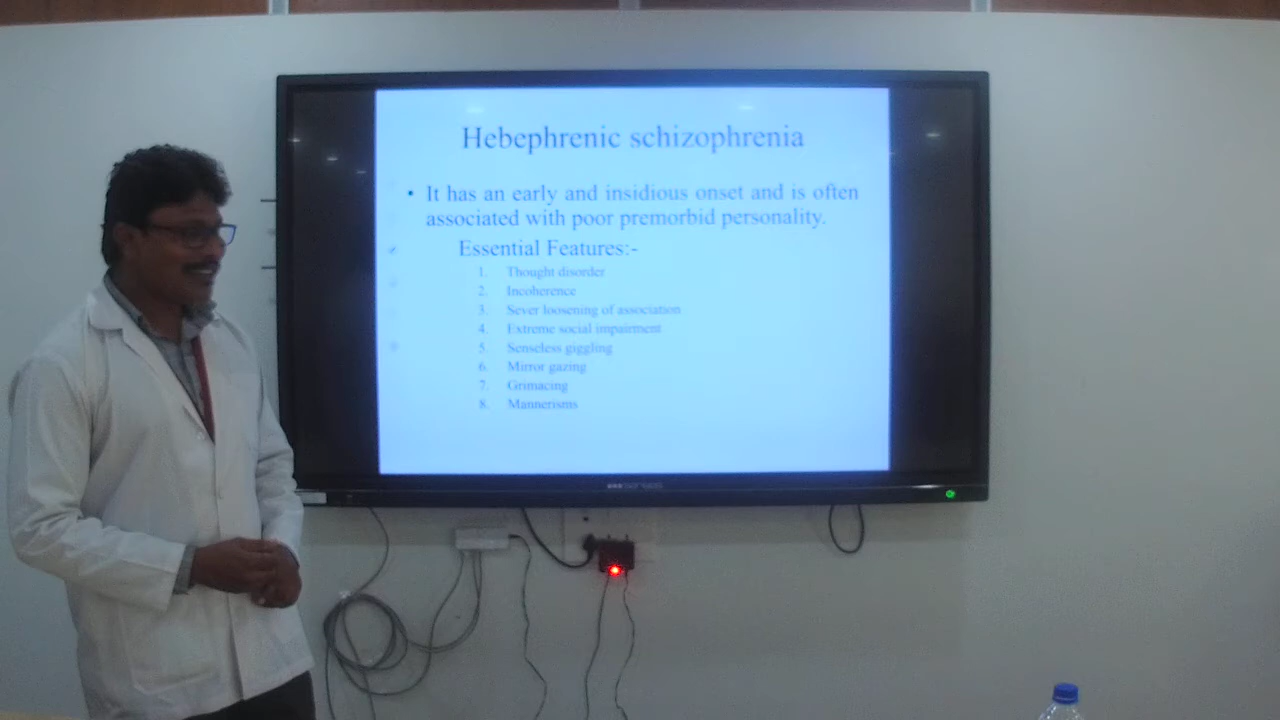 Hebephrenic schizophrenia
• It has an early and insidious onset and is often
associated with poor premorbid personality.
Essential Features:-
1. Thought disorder
2. Incoherence
3. Sever loosening of association
4. Extreme social impairment
5. Senseless giggling
6. Mirror gazing
7. Grimacing
8. Mannerisms